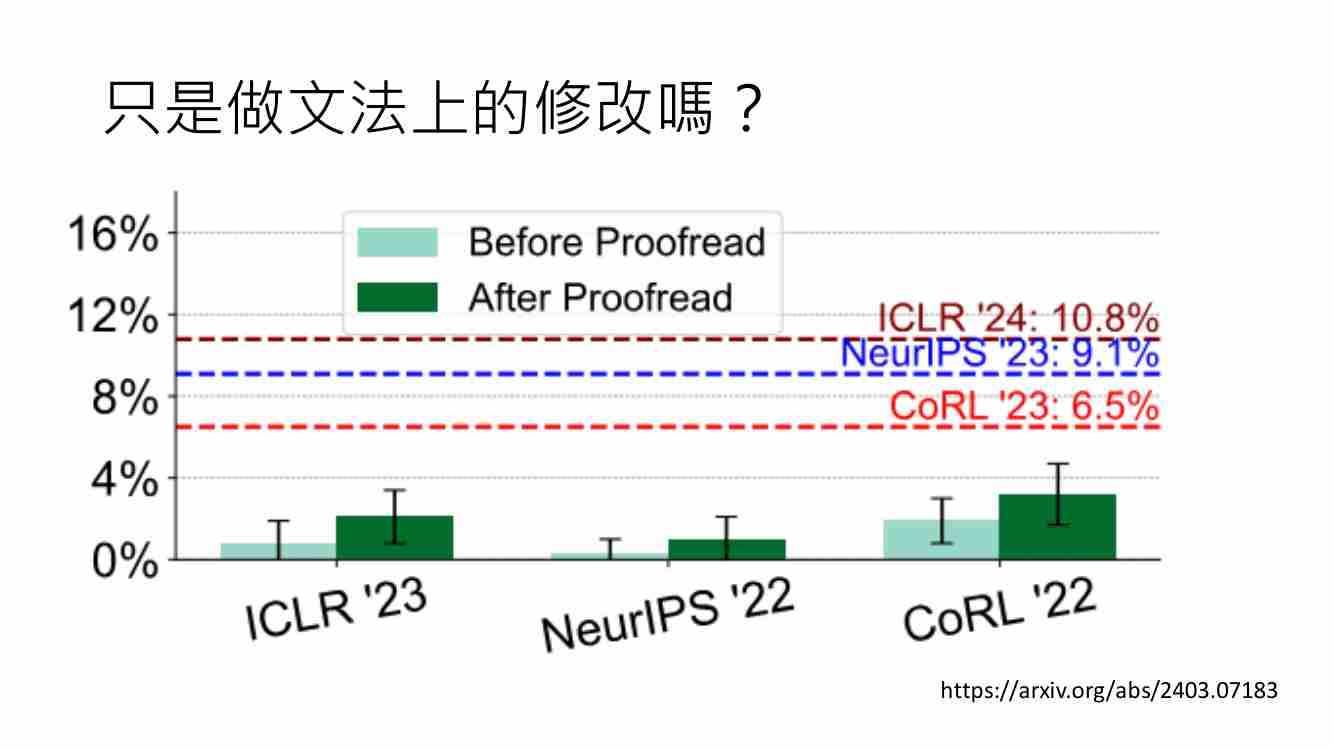 只是做文法上的修改嗎？
16%
12%
8%
4%
0%
Before Proofread
After Proofread
ICLR '24: 10.8%
NeurIPS '23: 9.1%
CoRL '23: 6.5%
ICLR '23
NeurIPS '22
CoRL '22
https://arxiv.org/abs/2403.07183